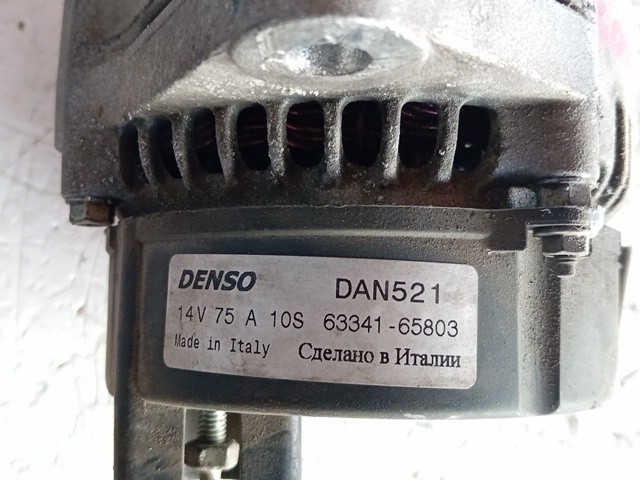 DENSO DAN521
14V 75 A 10S 63341-65803
Made in Italy Сделано в Италии